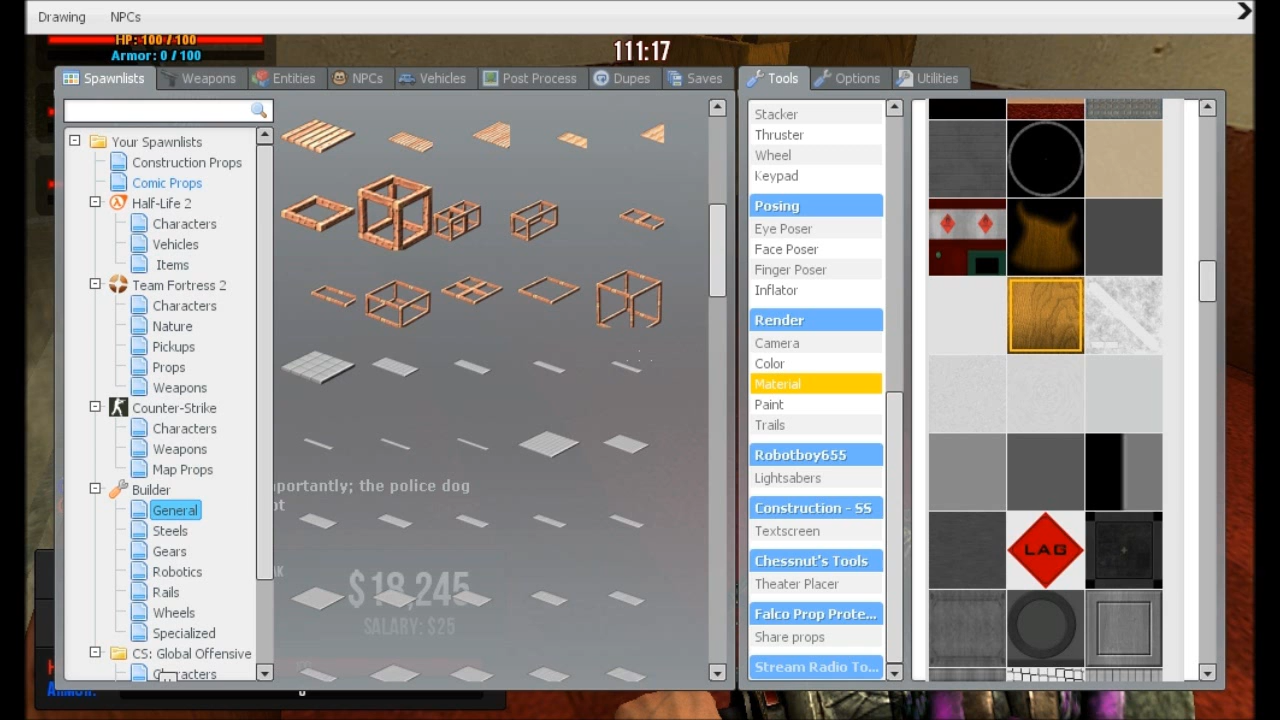 Drawing NPCs
HP: 100 / 100
Armor: 0 / 100
111:17
Spawnlists Weapons Entities NPCs Vehicles Post Process Dupes Saves
Tools Options Utilities
Your Spawnlists
Construction Props
Comic Props
Half-Life 2
Characters
Vehicles
Items
Team Fortress 2
Characters
Nature
Pickups
Props
Weapons
Counter-Strike
Characters
Weapons
Map Props
Builder
General
Steels
Gears
Robotics
Rails
Wheels
Specialized
CS: Global Offensive
portantly; the police dog
$18,245
SALARY: $25
Stacker
Thruster
Wheel
Keypad
Posing
Eye Poser
Face Poser
Finger Poser
Inflator
Render
Camera
Color
Material
Paint
Trails
Robotboy655
Lightsabers
Construction - SS
Textscreen
Chessnut's Tools
Theater Placer
Falco Prop Prote...
Share props
Stream Radio To...
LAG